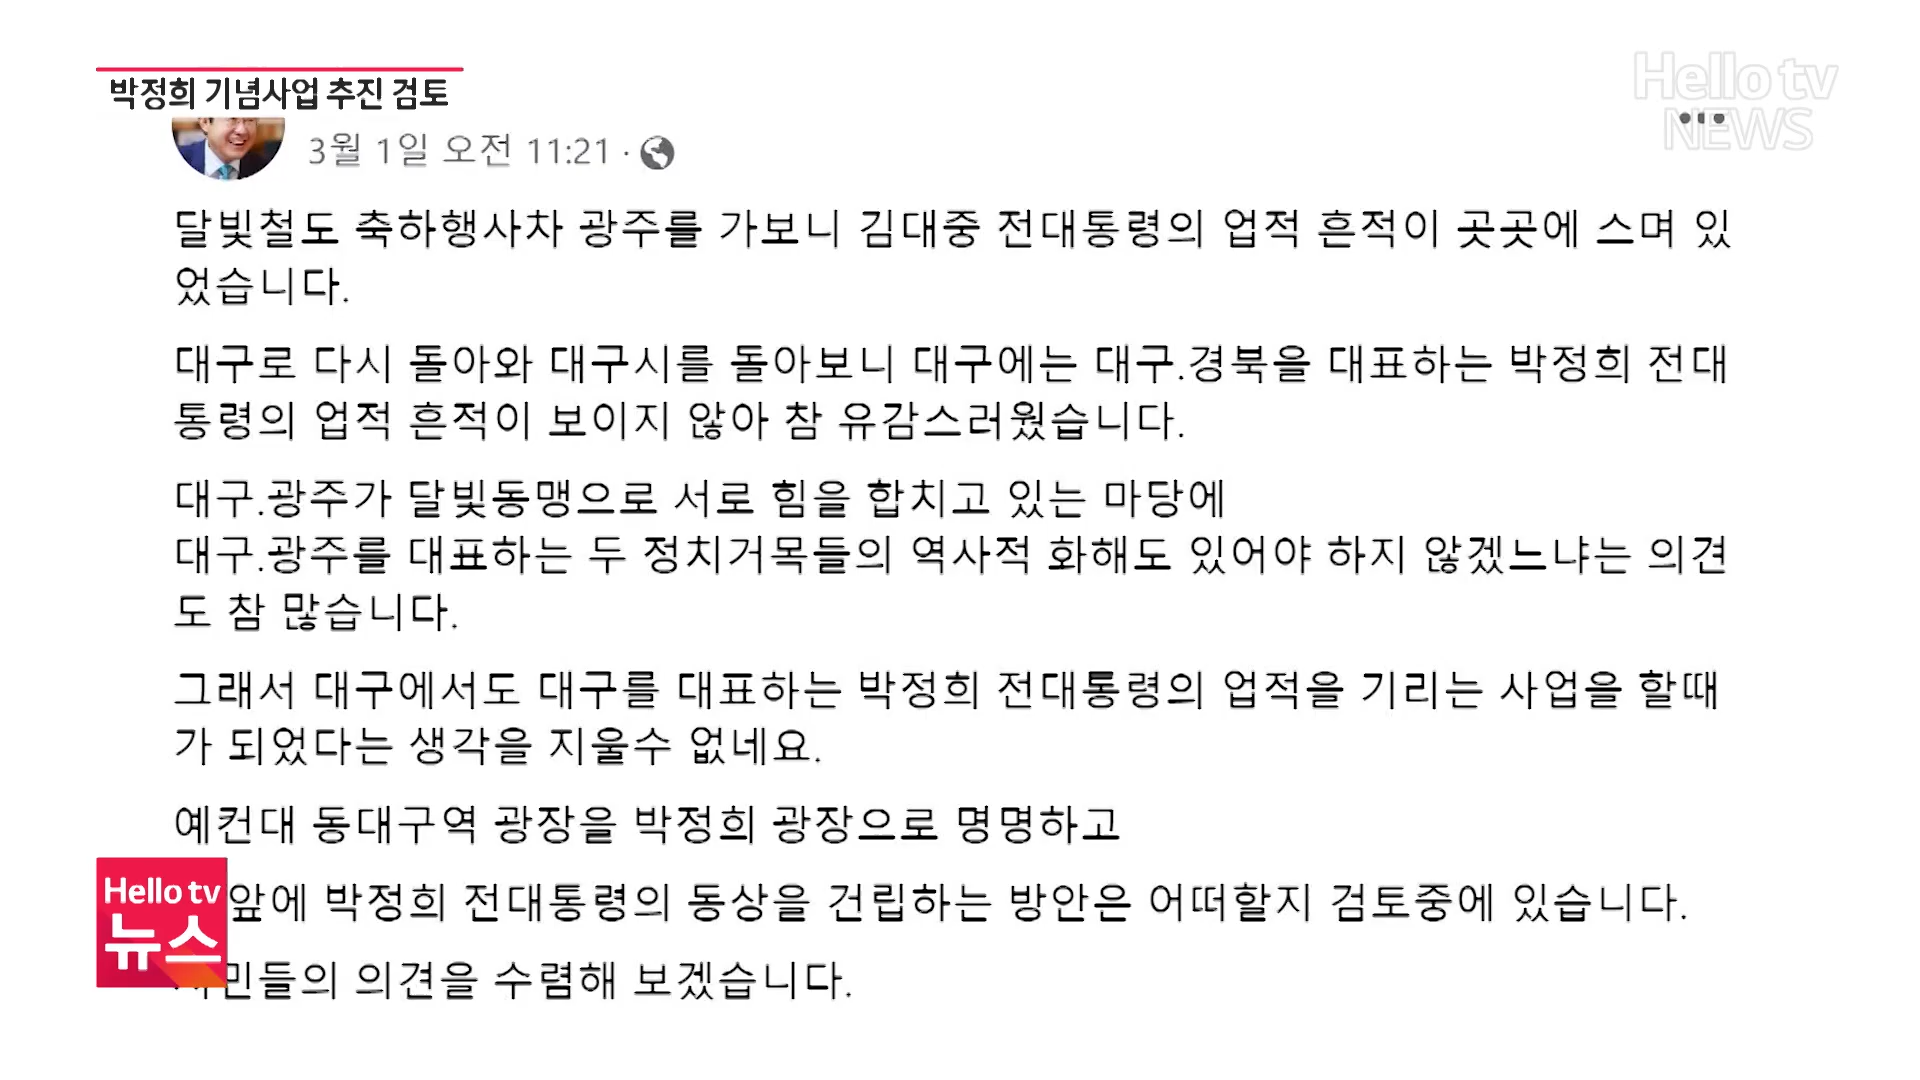 박정희 기념사업 추진 검토
Hello tv
NEWS
3월 1일 오전 11:21
달빛철도 축하행사차 광주를 가보니 김대중 전대통령의 업적 흔적이 곳곳에 스며 있
었습니다.
대구로 다시 돌아와 대구시를 돌아보니 대구에는 대구.경북을 대표하는 박정희 전대
통령의 업적 흔적이 보이지 않아 참 유감스러웠습니다.
대구.광주가 달빛동맹으로 서로 힘을 합치고 있는 마당에
대구.광주를 대표하는 두 정치거목들의 역사적 화해도 있어야 하지 않겠느냐는 의견
도 참 많습니다.
그래서 대구에서도 대구를 대표하는 박정희 전대통령의 업적을 기리는 사업을 할때
가 되었다는 생각을 지울수 없네요.
예컨대 동대구역 광장을 박정희 광장으로 명명하고
앞에 박정희 전대통령의 동상을 건립하는 방안은 어떠할지 검토중에 있습니다.
민들의 의견을 수렴해 보겠습니다.
Hello tv
뉴스